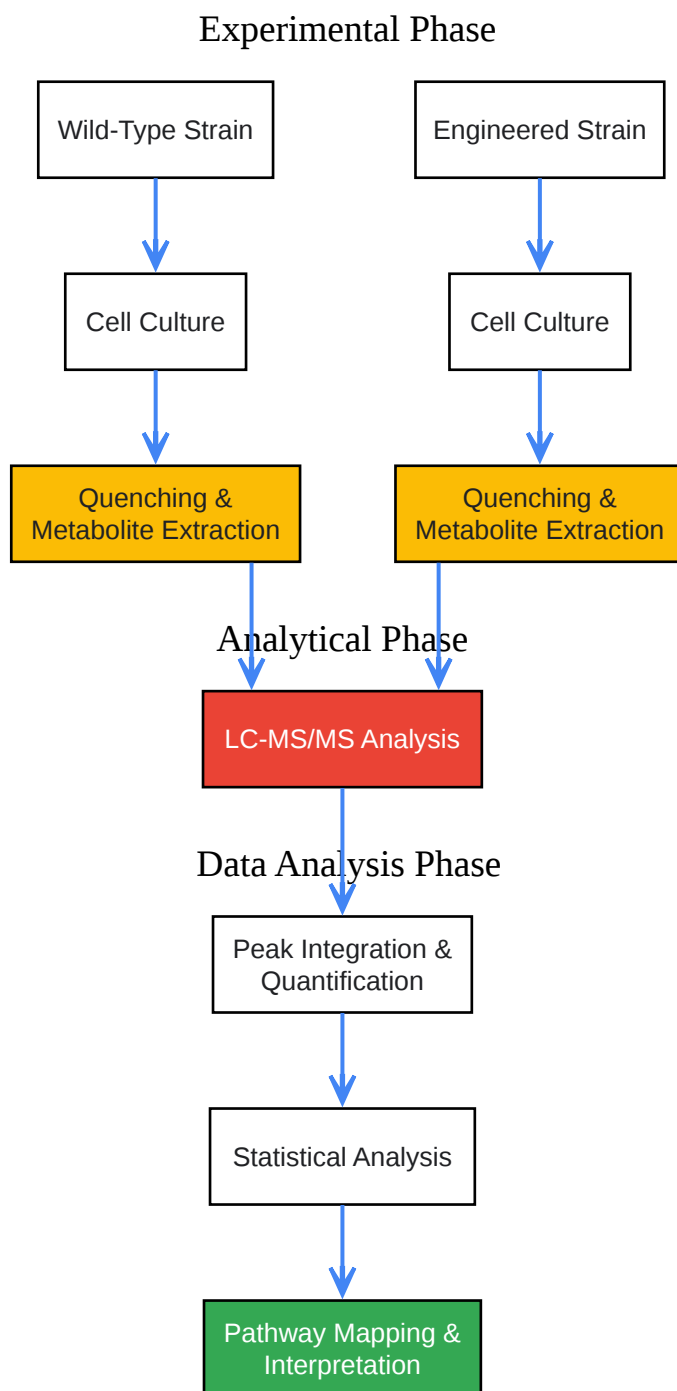 Experimental Phase
Wild-Type Strain
Engineered Strain
Cell Culture
Cell Culture
Quenching &
Metabolite Extraction
Quenching &
Metabolite Extraction
Analytical Phase
LC-MS/MS Analysis
Data Analysis Phase
Peak Integration &
Quantification
Statistical Analysis
Pathway Mapping &
Interpretation